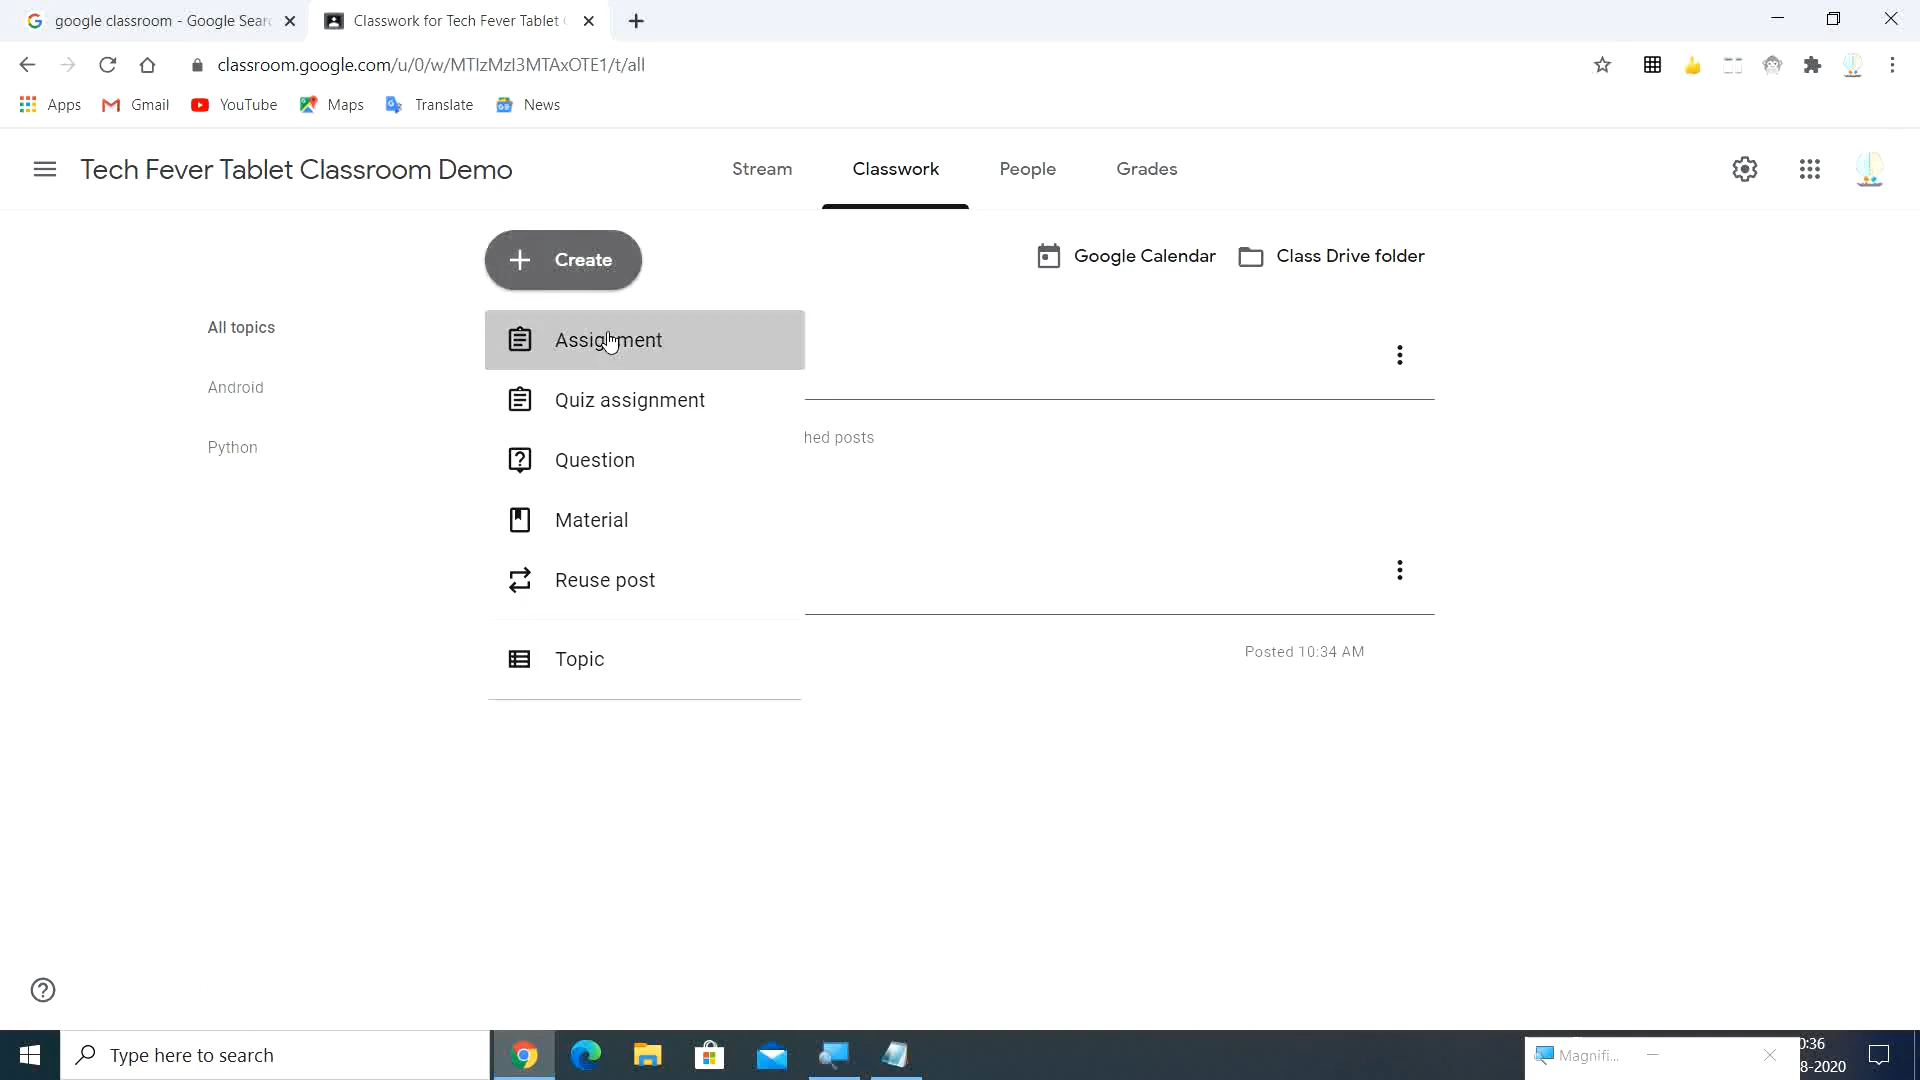 google classroom - Google Sear
Classwork for Tech Fever Tablet
classroom.google.com/u/0/w/MTIzMzI3MTAxOTE1/t/all
Apps Gmail YouTube Maps Translate News
Tech Fever Tablet Classroom Demo
Stream Classwork People Grades
Create
Google Calendar Class Drive folder
All topics
Android
Python
Assignment
Quiz assignment
Question
Material
Reuse post
Topic
hed posts
Posted 10:34 AM
Type here to search
Magnifi...
0:36
8-2020